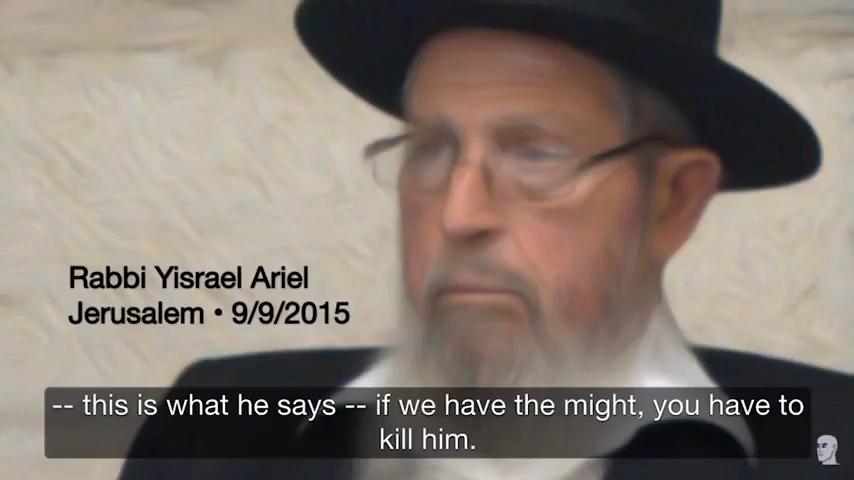 Rabbi Yisrael Ariel
Jerusalem • 9/9/2015
-- this is what he says -- if we have the might, you have to
kill him.